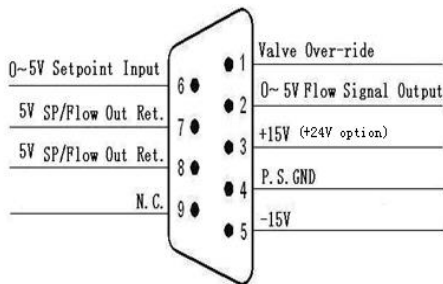 Valve Over-ride
0~5V Setpoint Input
1
6
0~ 5V Flow Signal Output
5V SP/Flow Out Ret.
2
7
+15V (+24V option)
5V SP/Flow Out Ret.
3
8
P.S.GND
N.C.
4
9
-15V
5